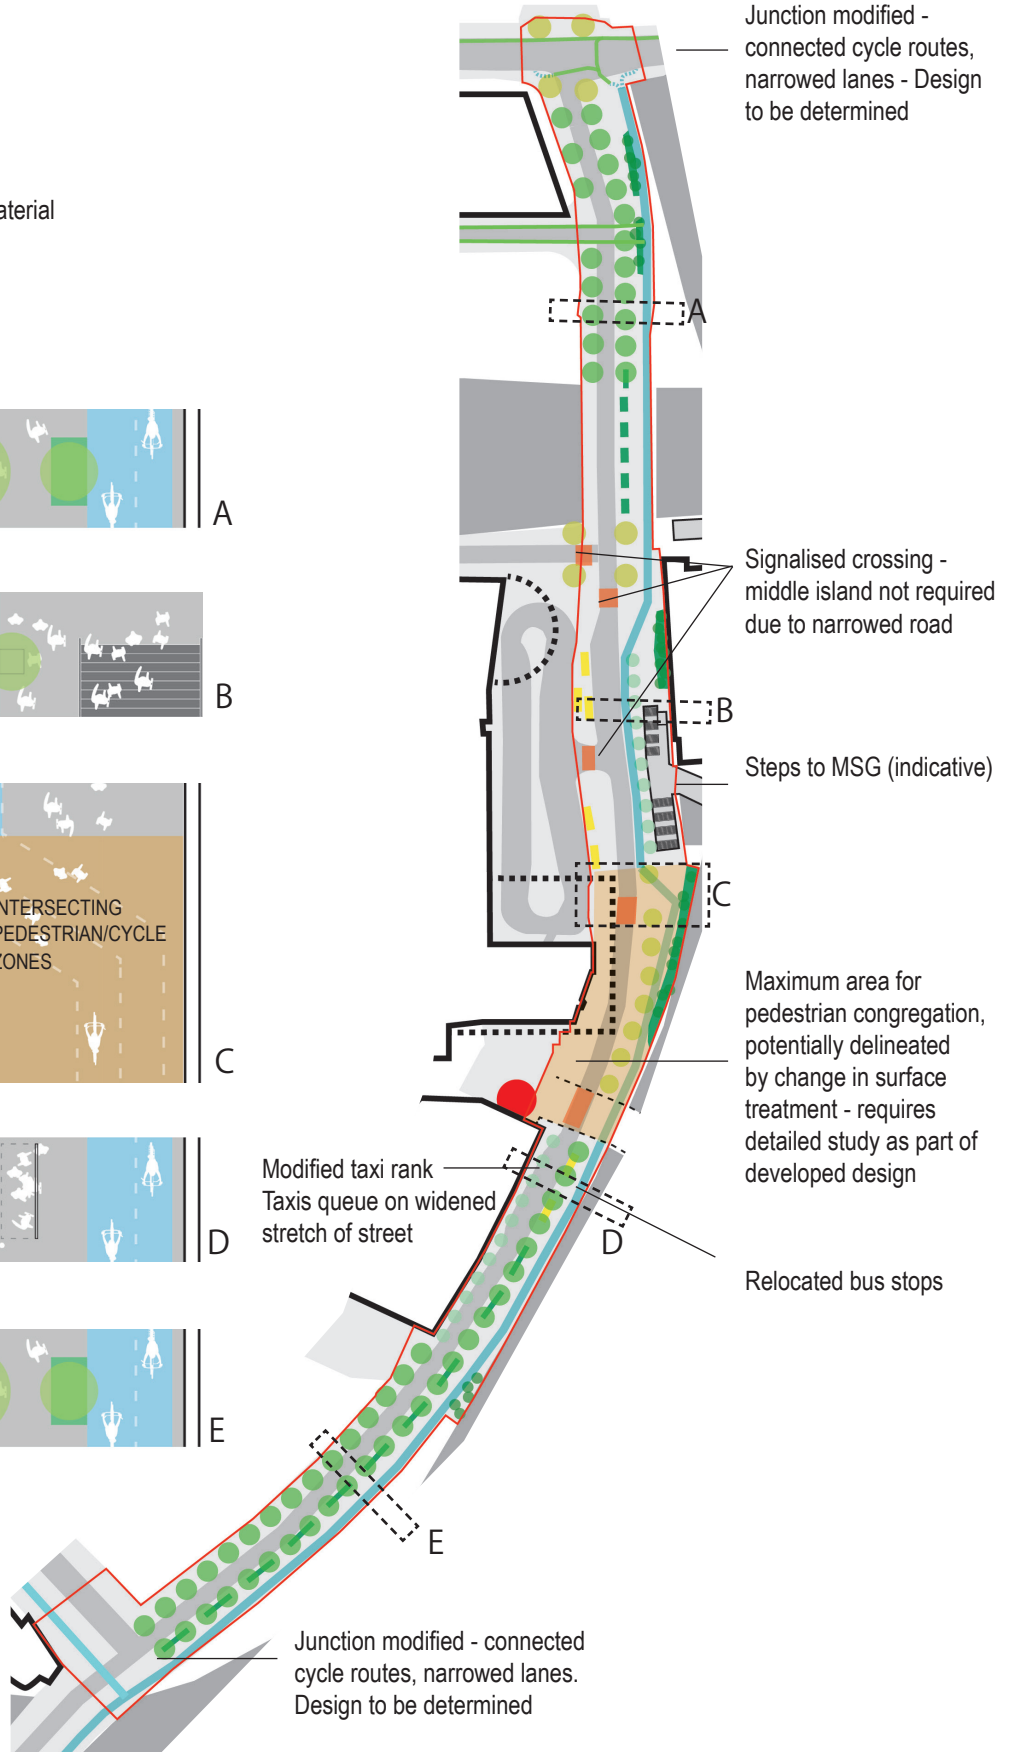 Junction modified -
connected cycle routes,
narrowed lanes - Design
to be determined
aterial
A
A
Signalised crossing -
middle island not required
due to narrowed road
B
B
Steps to MSG (indicative)
C
NTERSECTING
PEDESTRIAN/CYCLE
ZONES
C
Maximum area for
pedestrian congregation,
potentially delineated
by change in surface
treatment - requires
detailed study as part of
developed design
Modified taxi rank
Taxis queue on widened
stretch of street
D
D
Relocated bus stops
E
E
Junction modified - connected
cycle routes, narrowed lanes.
Design to be determined